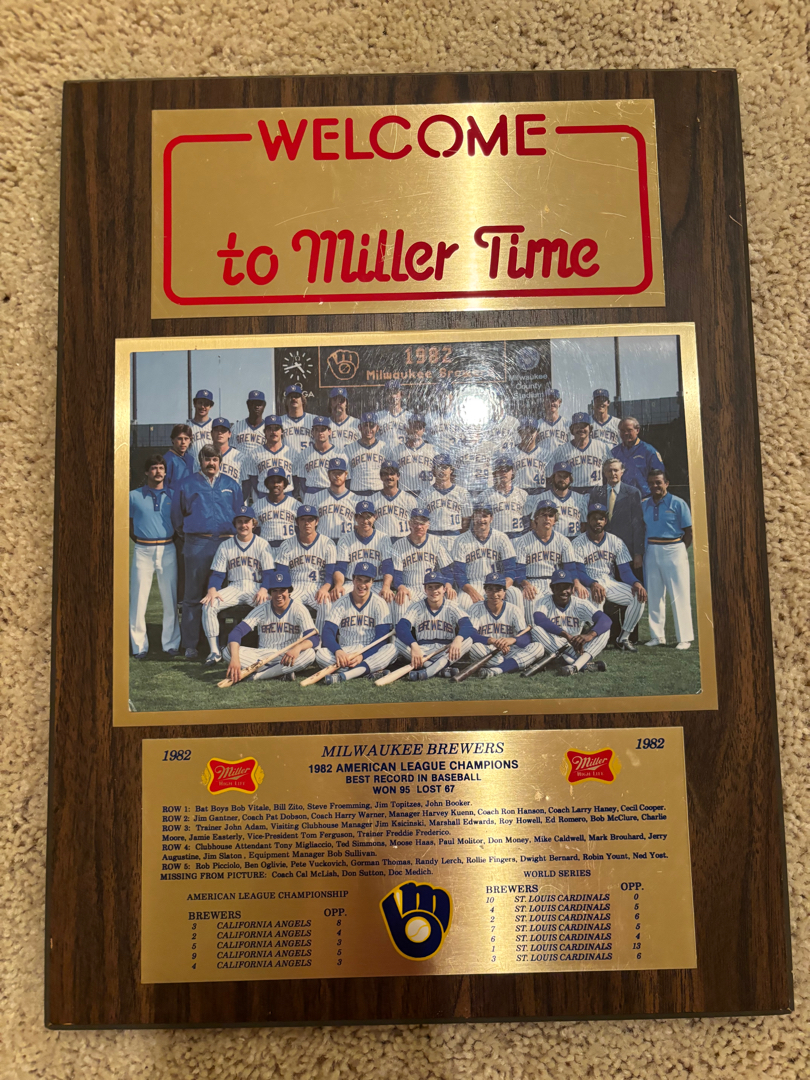 WELCOME
to Miller Time
1982
Milwaukee Brewers
Milwaukee
County
Stadium
1982
MILWAUKEE BREWERS
1982
Miller
HIGH LIFE
1982 AMERICAN LEAGUE CHAMPIONS
Miller
HIGH LIFE
BEST RECORD IN BASEBALL
WON 95 LOST 67
ROW 1: Bat Boys Bob Vitale, Bill Zito, Steve Froemming, Jim Topitzes, John Booker.
ROW 2: Jim Gantner, Coach Pat Dobson, Coach Harry Warner, Manager Harvey Kuenn, Coach Ron Hanson, Coach Larry Haney, Cecil Cooper.
ROW 3: Trainer John Adam, Visiting Clubhouse Manager Jim Ksicinski, Marshall Edwards, Roy Howell, Ed Romero, Bob McClure, Charlie
Moore, Jamie Easterly, Vice-President Tom Ferguson, Trainer Freddie Frederico.
ROW 4: Clubhouse Attendant Tony Migliaccio, Ted Simmons, Moose Haas, Paul Molitor, Don Money, Mike Caldwell, Mark Brouhard, Jerry
Augustine, Jim Slaton , Equipment Manager Bob Sullivan.
ROW 5: Rob Picciolo, Ben Oglivie, Pete Vuckovich, Gorman Thomas, Randy Lerch, Rollie Fingers, Dwight Bernard, Robin Yount, Ned Yost.
MISSING FROM PICTURE: Coach Cal McLish, Don Sutton, Doc Medich.
AMERICAN LEAGUE CHAMPIONSHIP
BREWERS OPP.
3 CALIFORNIA ANGELS 8
2 CALIFORNIA ANGELS 4
5 CALIFORNIA ANGELS 3
9 CALIFORNIA ANGELS 5
4 CALIFORNIA ANGELS 3
WORLD SERIES
BREWERS OPP.
10 ST. LOUIS CARDINALS 0
4 ST. LOUIS CARDINALS 5
2 ST. LOUIS CARDINALS 6
7 ST. LOUIS CARDINALS 5
6 ST. LOUIS CARDINALS 4
1 ST. LOUIS CARDINALS 13
3 ST. LOUIS CARDINALS 6